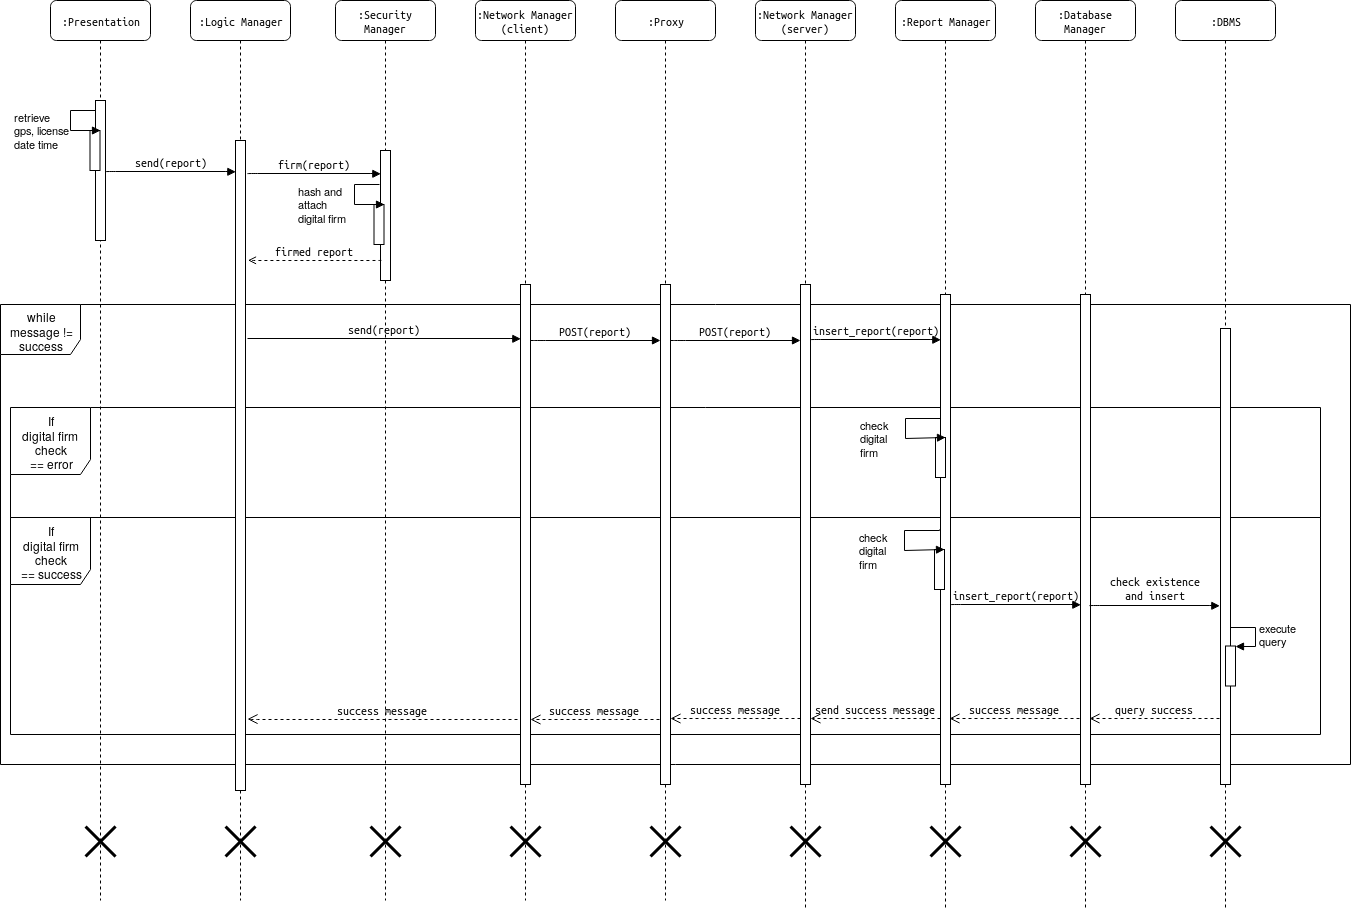 :Presentation
:Logic Manager
:Security
Manager
:Network Manager
(client)
:Proxy
:Network Manager
(server)
:Report Manager
:Database
Manager
:DBMS
retrieve
gps, license
date time
send(report)
firm(report)
hash and
attach
digital firm
firmed report
while
message !=
success
send(report)
POST(report)
POST(report)
insert_report(report)
If
digital firm
check
== error
check
digital
firm
If
digital firm
check
== success
check
digital
firm
insert_report(report)
check existence
and insert
execute
query
success message
success message
success message
send success message
success message
query success